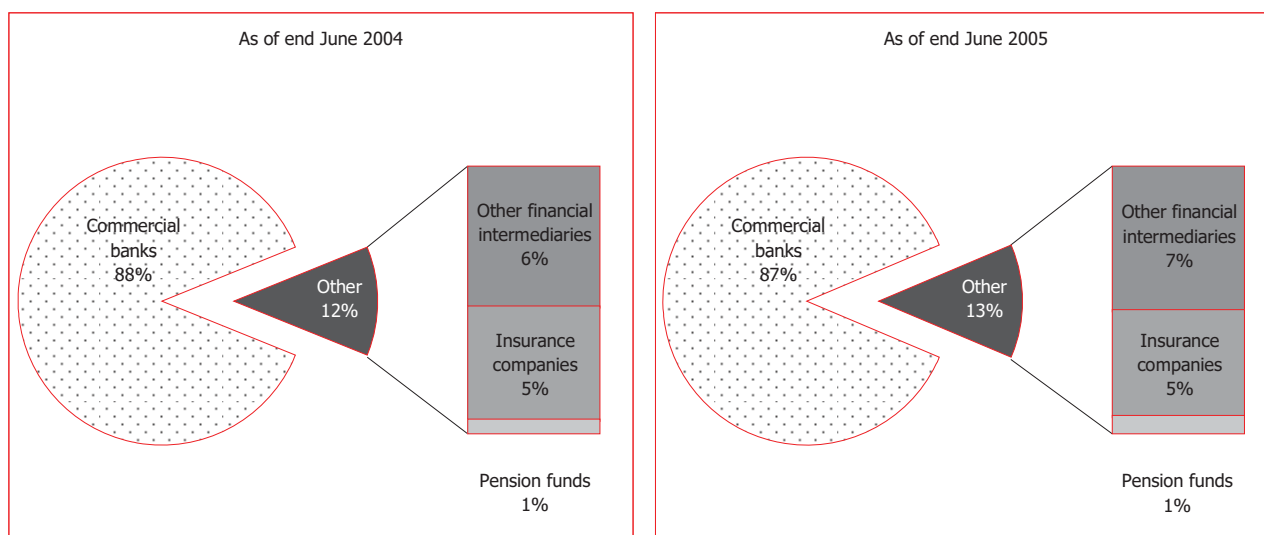 As of end June 2004
Commercial
banks
88%
Other
12%
Other financial
intermediaries
6%
Insurance
companies
5%
Pension funds
1%
As of end June 2005
Commercial
banks
87%
Other
13%
Other financial
intermediaries
7%
Insurance
companies
5%
Pension funds
1%